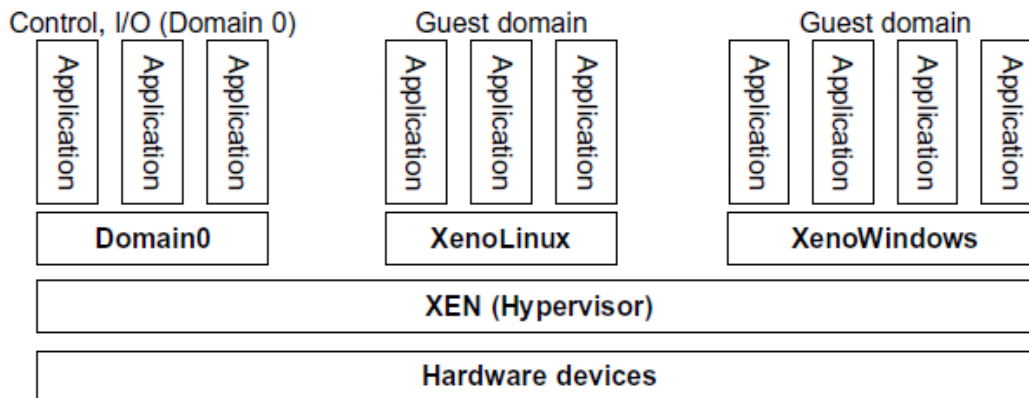 Control, I/O (Domain 0) Guest domain Guest domain
Application Application Application Application Application Application Application Application Application Application
Domain0 XenoLinux XenoWindows
XEN (Hypervisor)
Hardware devices